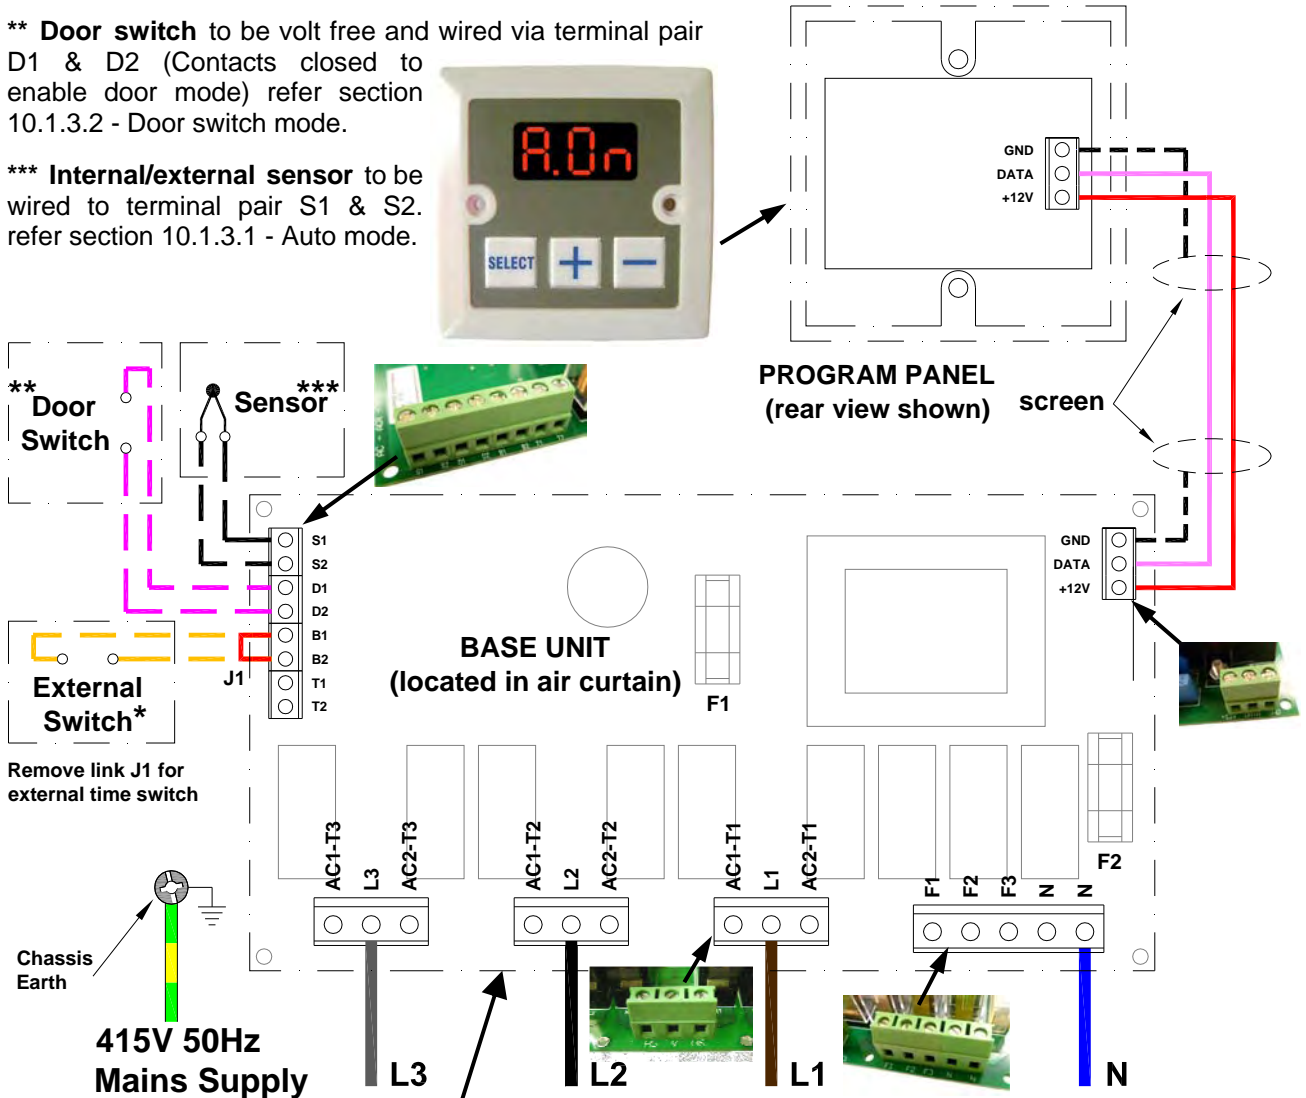 ** Door switch to be volt free and wired via terminal pair
D1 & D2 (Contacts closed to
enable door mode) refer section
10.1.3.2 - Door switch mode.
*** Internal/external sensor to be
wired to terminal pair S1 & S2.
refer section 10.1.3.1 - Auto mode.
A.On
SELECT
+
−
GND
DATA
+12V
PROGRAM PANEL
(rear view shown)
screen
**
Door
Switch
***
Sensor
S1
S2
D1
D2
B1
B2
T1
T2
J1
External
Switch*
Remove link J1 for
external time switch
BASE UNIT
(located in air curtain)
F1
GND
DATA
+12V
F2
AC1-T3
L3
AC2-T3
AC1-T2
L2
AC2-T2
AC1-T1
L1
AC2-T1
F1
F2
F3
N
N
Chassis
Earth
415V 50Hz
Mains Supply
L3
L2
L1
N